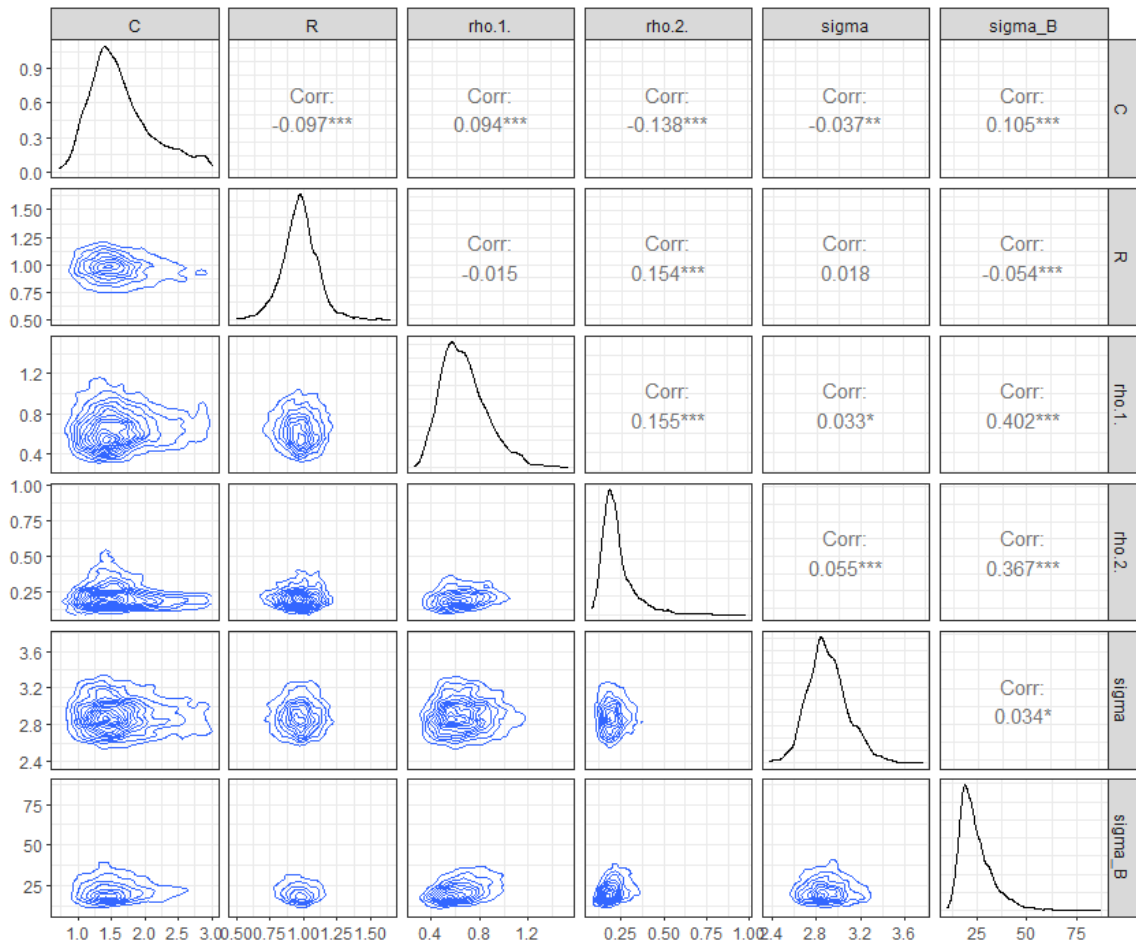 C R rho.1. rho.2. sigma sigma_B
0.9
0.6
0.3
0.0
Corr:
-0.097***
Corr:
0.094***
Corr:
-0.138***
Corr:
-0.037**
Corr:
0.105***
C
1.50
1.25
1.00
0.75
0.50
Corr:
-0.015
Corr:
0.154***
Corr:
0.018
Corr:
-0.054***
R
1.2
0.8
0.4
Corr:
0.155***
Corr:
0.033*
Corr:
0.402***
rho.1.
1.00
0.75
0.50
0.25
Corr:
0.055***
Corr:
0.367***
rho.2.
3.6
3.2
2.8
2.4
Corr:
0.034*
sigma
75
50
25
sigma_B
1.0 1.5 2.0 2.5 3.0 0.50 0.75 1.00 1.25 1.50 0.4 0.8 1.2 0.25 0.50 0.75 1.00 2.4 2.8 3.2 3.6 25 50 75